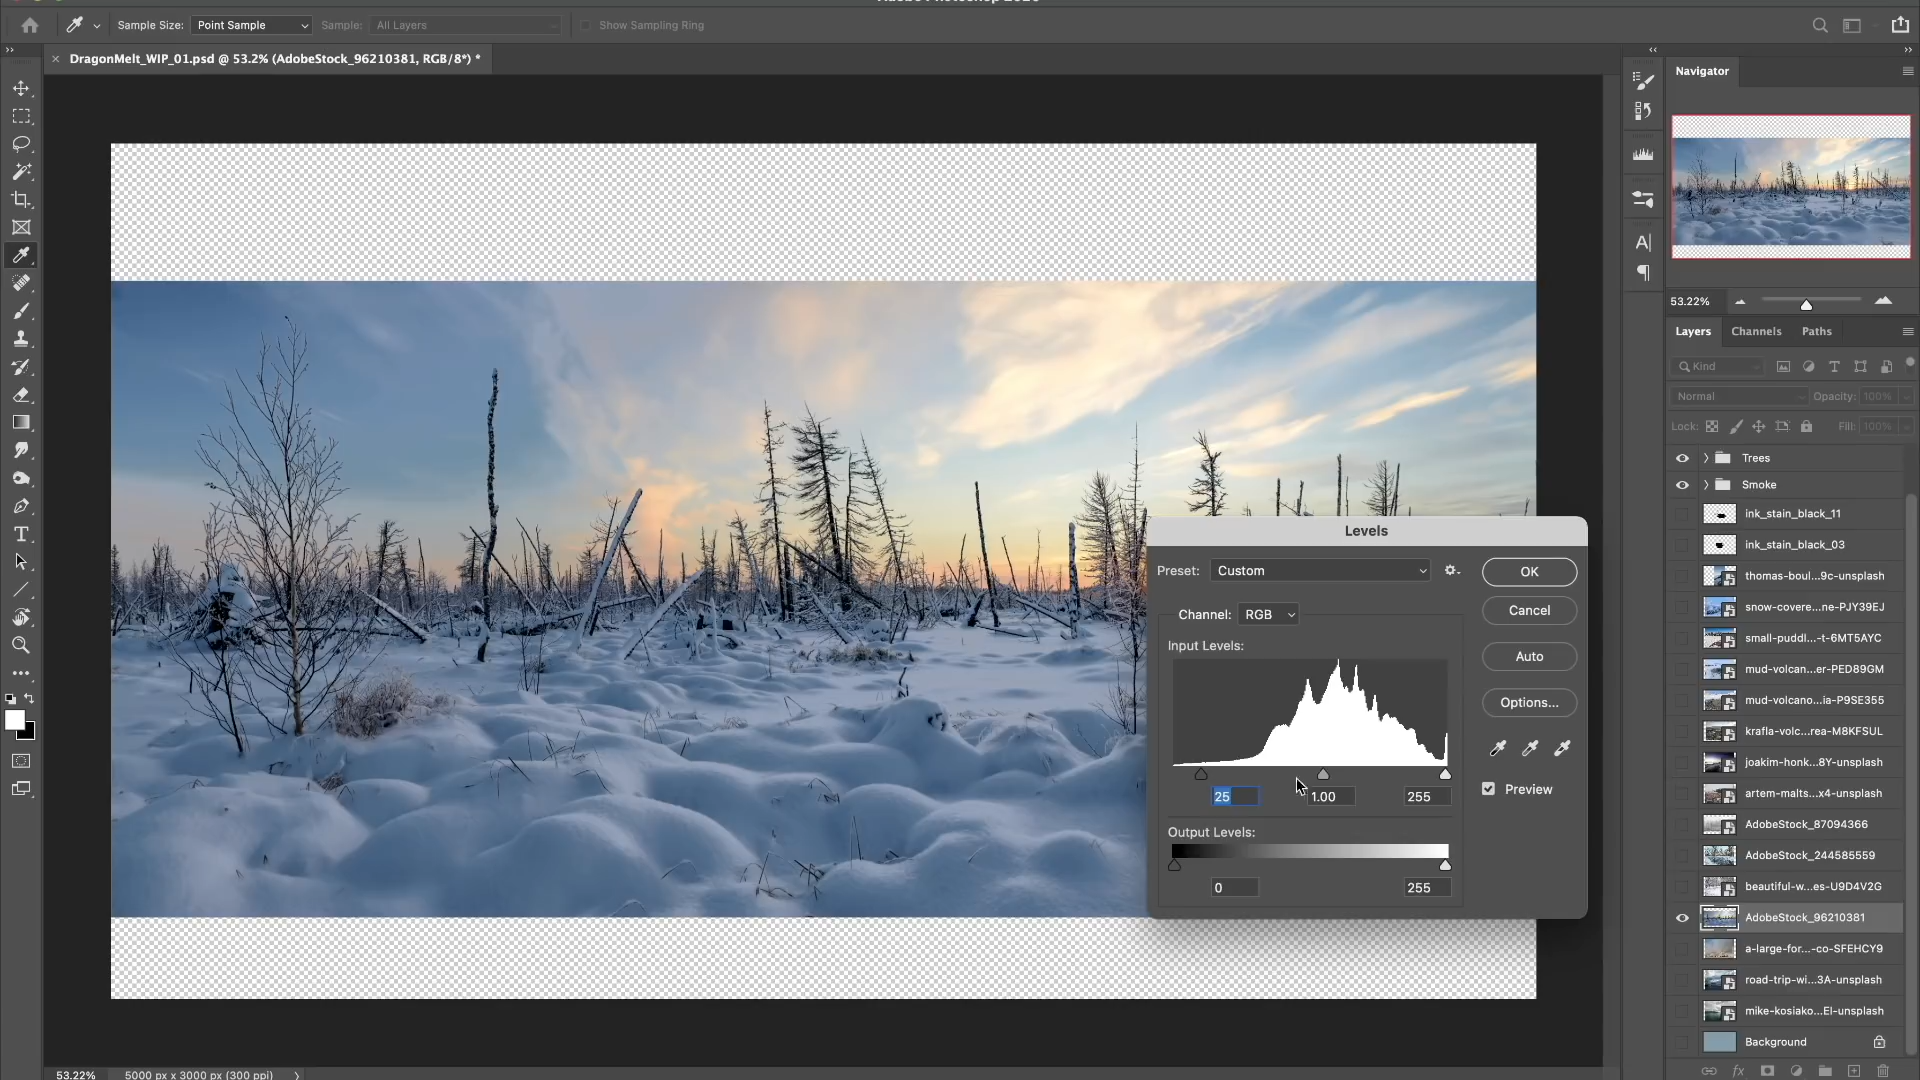 Sample Size: Point Sample Sample: All Layers Show Sampling Ring
DragonMelt_WIP_01.psd @ 53.2% (AdobeStock_96210381, RGB/8*) *
Navigator
53.22%
Layers Channels Paths
Kind
Normal Opacity: 100%
Lock: Fill: 100%
Trees
Smoke
ink_stain_black_11
ink_stain_black_03
thomas-boul...9c-unsplash
snow-covere...ne-PJY39EJ
small-puddl...-t-6MT5AYC
mud-volcan...er-PED89GM
mud-volcano...ia-P9SE355
krafla-volc...rea-M8KFSUL
joakim-honk...8Y-unsplash
artem-malts...x4-unsplash
AdobeStock_87094366
AdobeStock_244585559
beautiful-w...es-U9D4V2G
AdobeStock_96210381
a-large-for...-co-SFEHCY9
road-trip-wi...3A-unsplash
mike-kosiako...EI-unsplash
Background
Levels
Preset: Custom
OK
Channel: RGB
Cancel
Input Levels:
Auto
Options...
25 1.00 255
Preview
Output Levels:
0 255
53.22% 5000 px x 3000 px (300 ppi)